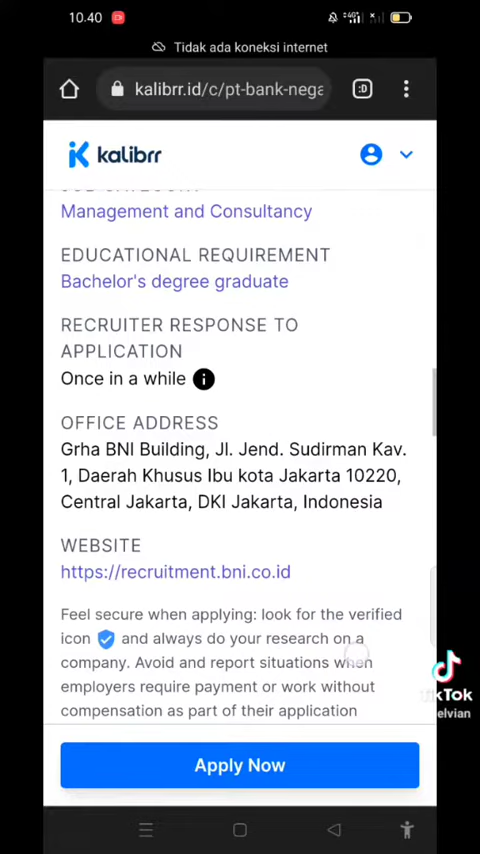 10.40
Tidak ada koneksi internet
kalibrr.id/c/pt-bank-nega
:D
kalibrr
Management and Consultancy
EDUCATIONAL REQUIREMENT
Bachelor's degree graduate
RECRUITER RESPONSE TO
APPLICATION
Once in a while
OFFICE ADDRESS
Grha BNI Building, Jl. Jend. Sudirman Kav.
1, Daerah Khusus Ibu kota Jakarta 10220,
Central Jakarta, DKI Jakarta, Indonesia
WEBSITE
https://recruitment.bni.co.id
Feel secure when applying: look for the verified
icon and always do your research on a
company. Avoid and report situations when
employers require payment or work without
compensation as part of their application
TikTok
elvian
Apply Now